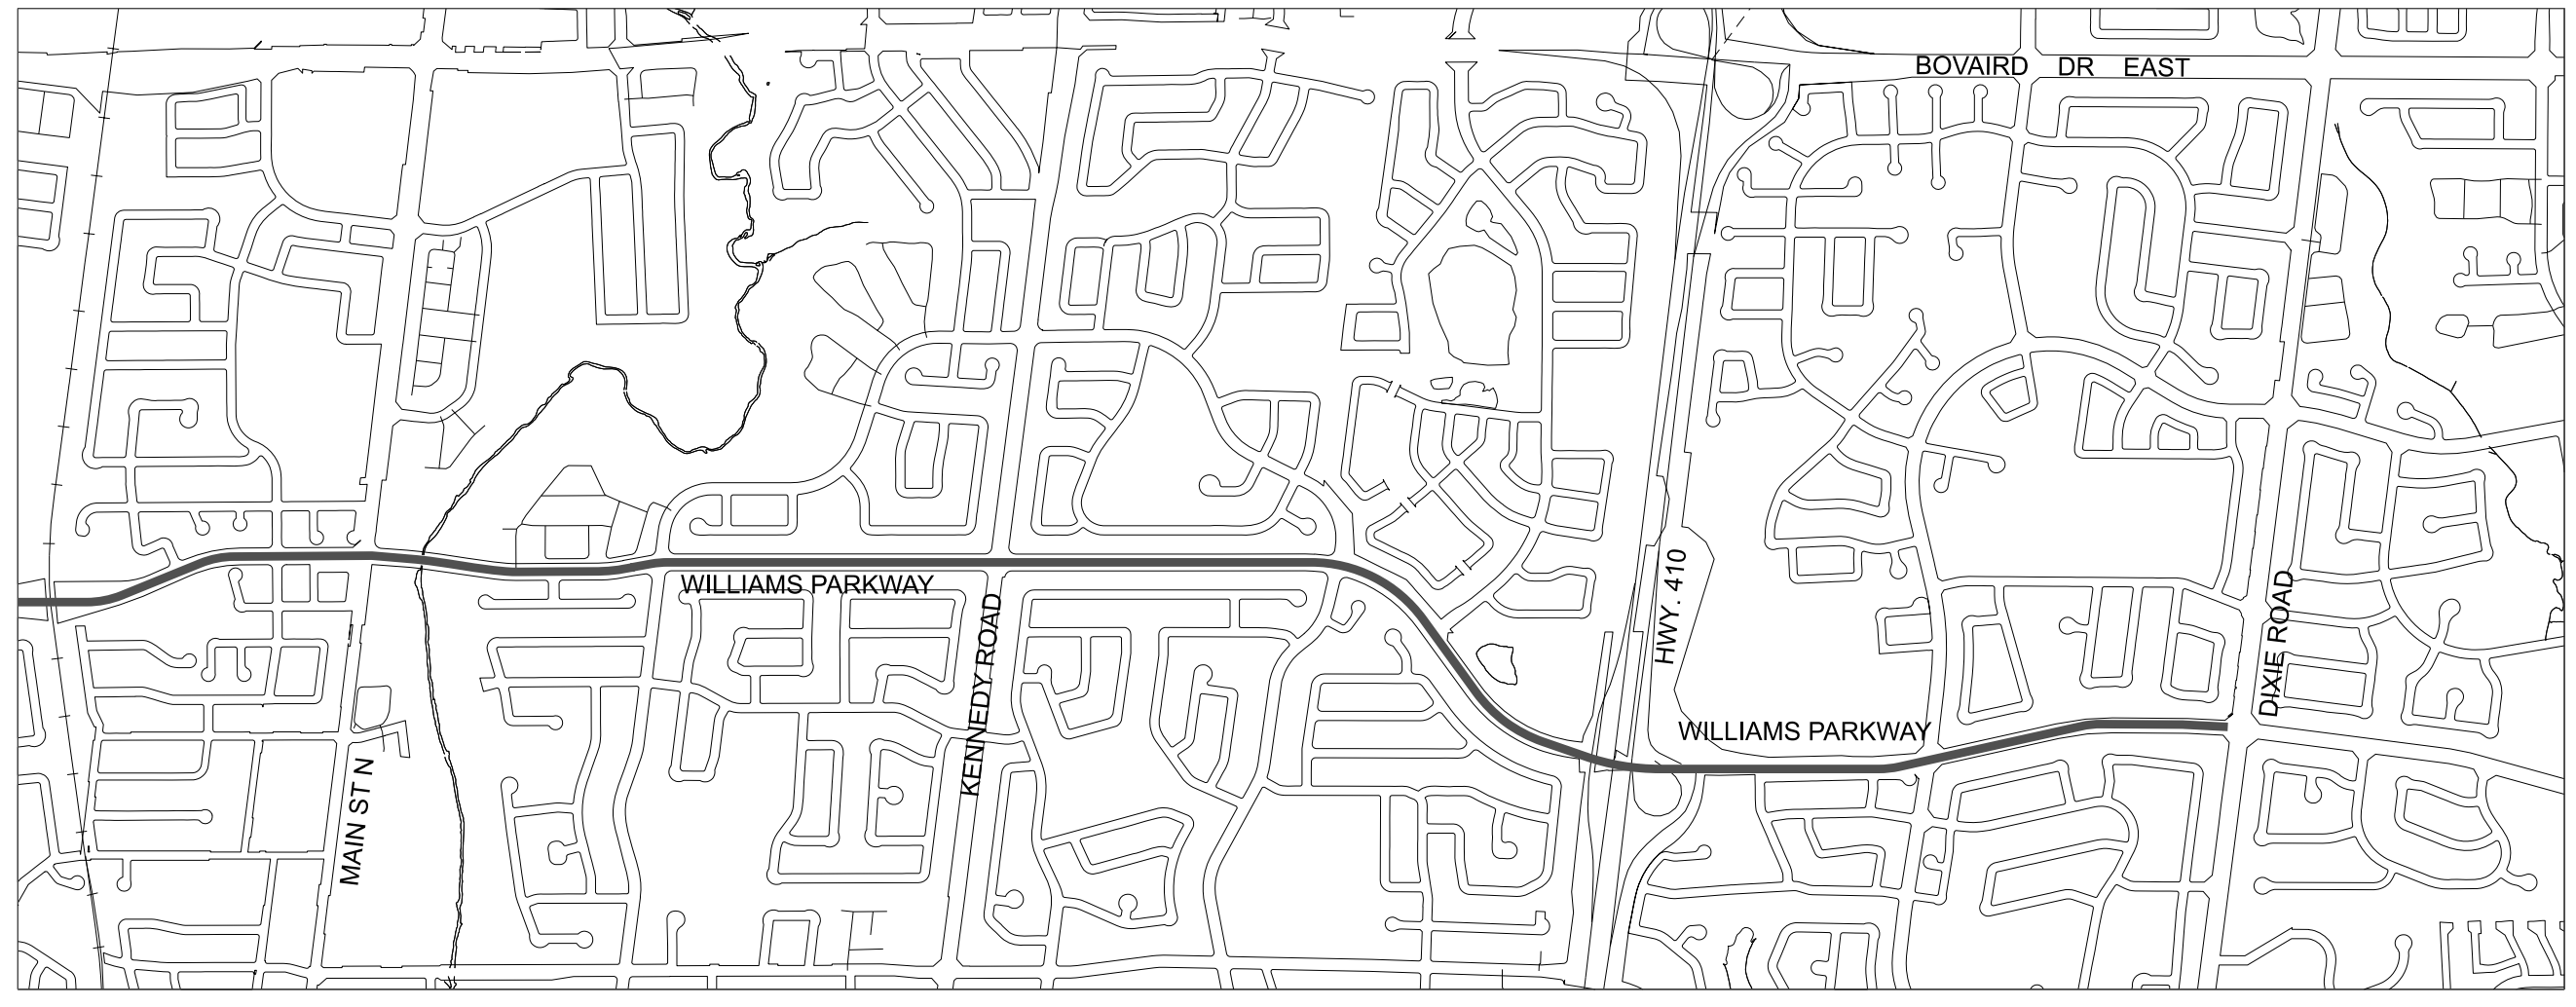 BOVAIRD DR EAST
WILLIAMS PARKWAY
KENNEDY ROAD
HWY. 410
DIXIE ROAD
WILLIAMS PARKWAY
MAIN ST N